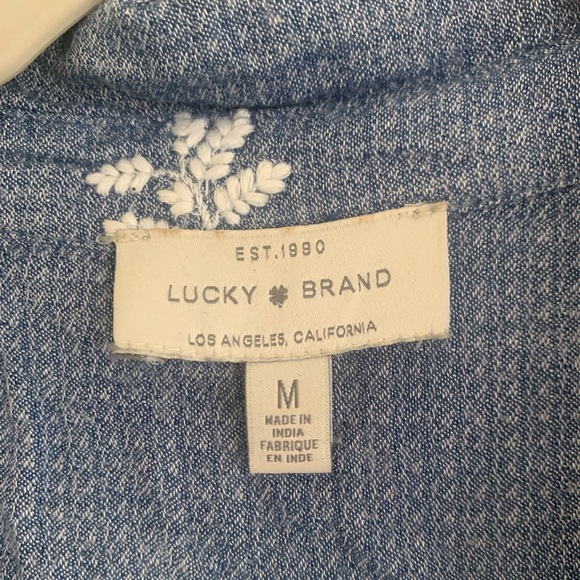 EST.1990
LUCKY BRAND
LOS ANGELES, CALIFORNIA
M
MADE IN
INDIA
FABRIQUE
EN INDE